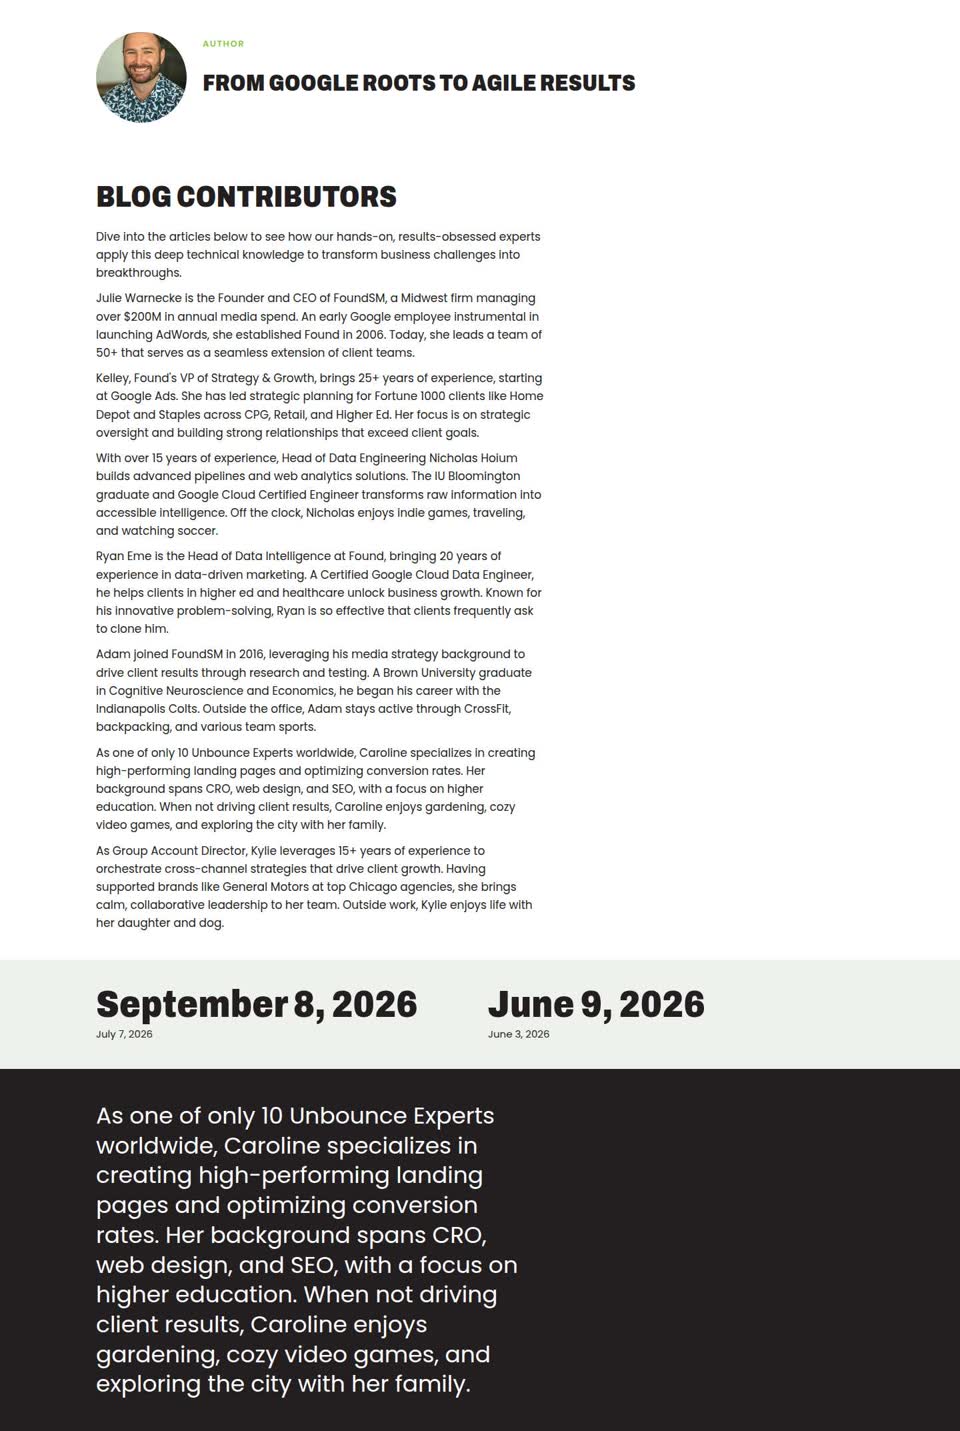 AUTHOR
FROM GOOGLE ROOTS TO AGILE RESULTS
BLOG CONTRIBUTORS
Dive into the articles below to see how our hands-on, results-obsessed experts
apply this deep technical knowledge to transform business challenges into
breakthroughs.
Julie Warnecke is the Founder and CEO of FoundSM, a Midwest firm managing
over $200M in annual media spend. An early Google employee instrumental in
launching AdWords, she established Found in 2006. Today, she leads a team of
50+ that serves as a seamless extension of client teams.
Kelley, Found's VP of Strategy & Growth, brings 25+ years of experience, starting
at Google Ads. She has led strategic planning for Fortune 1000 clients like Home
Depot and Staples across CPG, Retail, and Higher Ed. Her focus is on strategic
oversight and building strong relationships that exceed client goals.
With over 15 years of experience, Head of Data Engineering Nicholas Hoium
builds advanced pipelines and web analytics solutions. The IU Bloomington
graduate and Google Cloud Certified Engineer transforms raw information into
accessible intelligence. Off the clock, Nicholas enjoys indie games, traveling,
and watching soccer.
Ryan Eme is the Head of Data Intelligence at Found, bringing 20 years of
experience in data-driven marketing. A Certified Google Cloud Data Engineer,
he helps clients in higher ed and healthcare unlock business growth. Known for
his innovative problem-solving, Ryan is so effective that clients frequently ask
to clone him.
Adam joined FoundSM in 2016, leveraging his media strategy background to
drive client results through research and testing. A Brown University graduate
in Cognitive Neuroscience and Economics, he began his career with the
Indianapolis Colts. Outside the office, Adam stays active through CrossFit,
backpacking, and various team sports.
As one of only 10 Unbounce Experts worldwide, Caroline specializes in creating
high-performing landing pages and optimizing conversion rates. Her
background spans CRO, web design, and SEO, with a focus on higher
education. When not driving client results, Caroline enjoys gardening, cozy
video games, and exploring the city with her family.
As Group Account Director, Kylie leverages 15+ years of experience to
orchestrate cross-channel strategies that drive client growth. Having
supported brands like General Motors at top Chicago agencies, she brings
calm, collaborative leadership to her team. Outside work, Kylie enjoys life with
her daughter and dog.
September 8, 2026
July 7, 2026
June 9, 2026
June 3, 2026
As one of only 10 Unbounce Experts
worldwide, Caroline specializes in
creating high-performing landing
pages and optimizing conversion
rates. Her background spans CRO,
web design, and SEO, with a focus on
higher education. When not driving
client results, Caroline enjoys
gardening, cozy video games, and
exploring the city with her family.